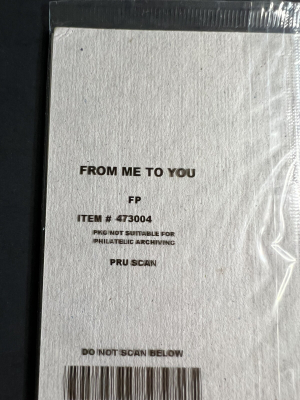 FROM ME TO YOU
FP
ITEM # 473004
PKG NOT SUITABLE FOR
PHILATELIC ARCHIVING
PRU SCAN
DO NOT SCAN BELOW